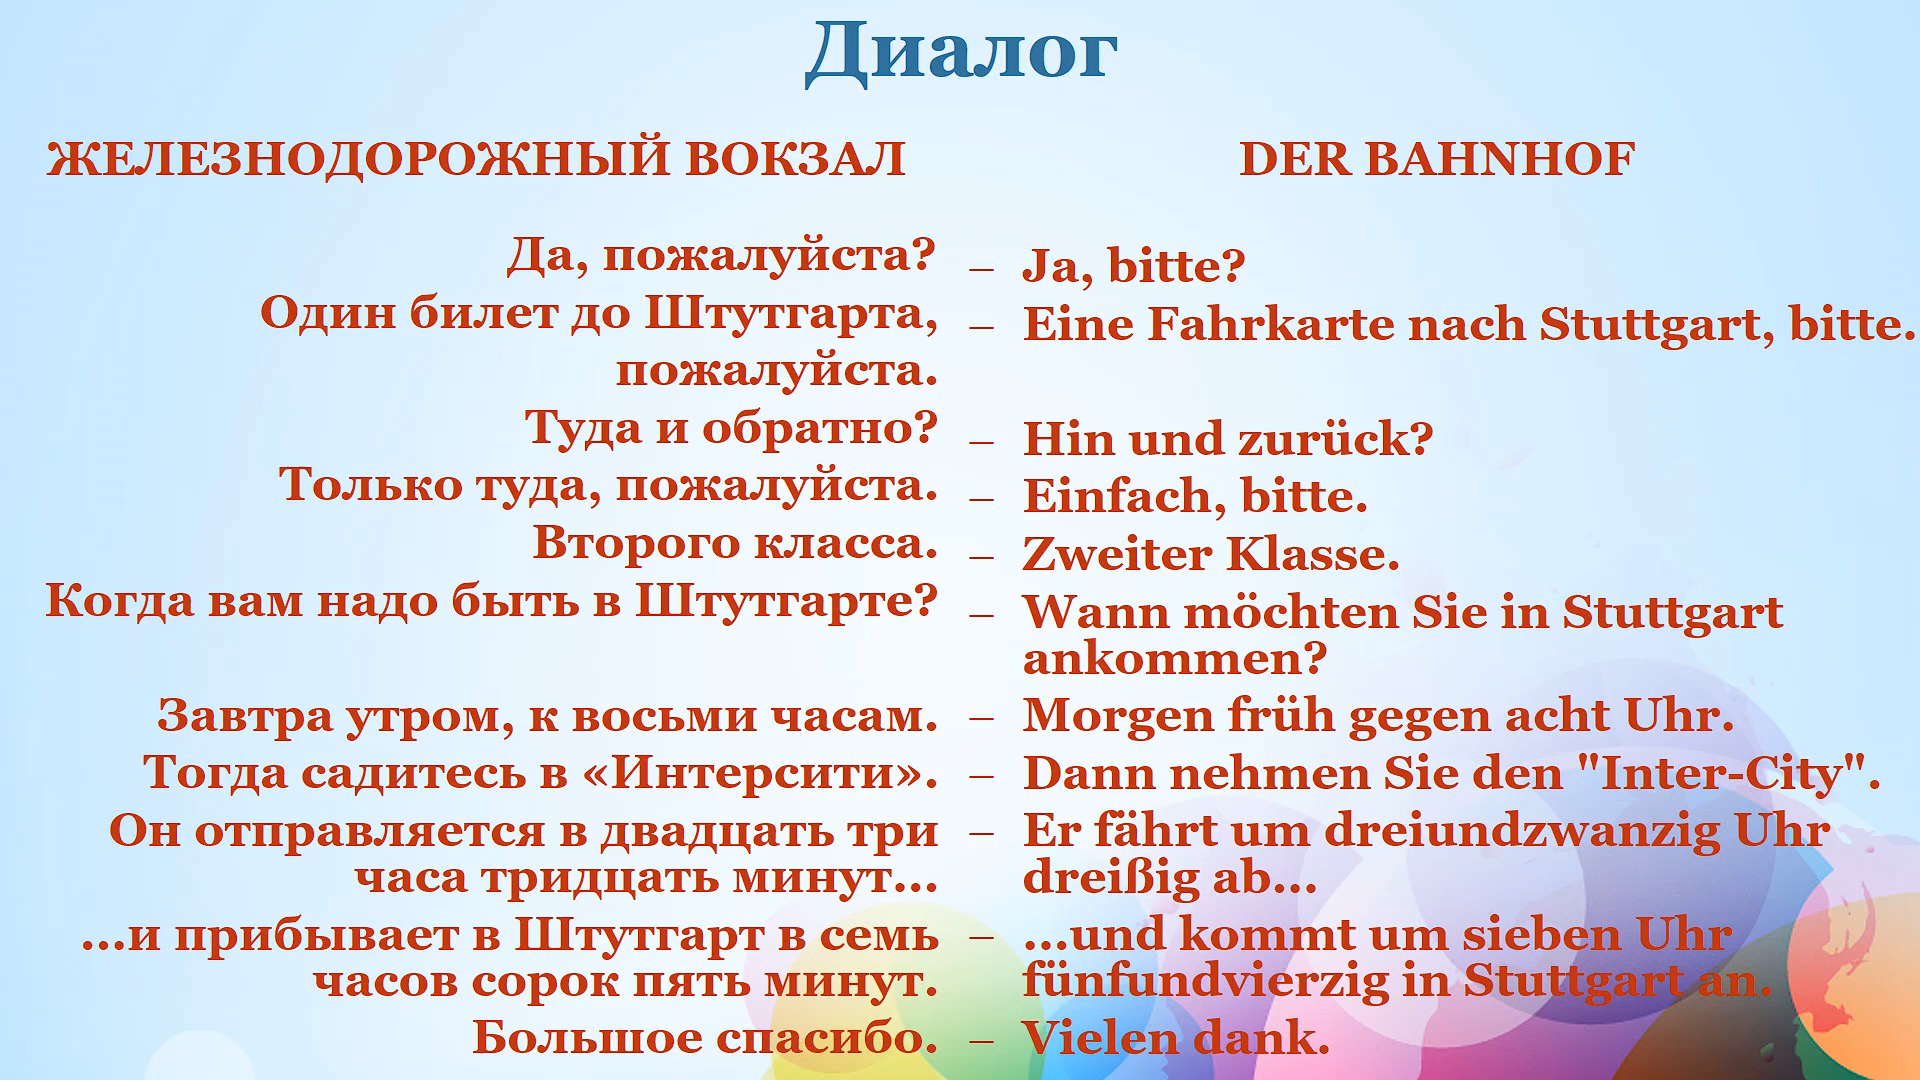 Диалог
ЖЕЛЕЗНОДОРОЖНЫЙ ВОКЗАЛ
Да, пожалуйста?
Один билет до Штутгарта,
пожалуйста.
Туда и обратно?
Только туда, пожалуйста.
Второго класса.
Когда вам надо быть в Штутгарте?
Завтра утром, к восьми часам.
Тогда садитесь в «Интерсити».
Он отправляется в двадцать три
часа тридцать минут...
...и прибывает в Штутгарт в семь
часов сорок пять минут.
Большое спасибо.
DER BAHNHOF
– Ja, bitte?
– Eine Fahrkarte nach Stuttgart, bitte.
– Hin und zurück?
– Einfach, bitte.
– Zweiter Klasse.
– Wann möchten Sie in Stuttgart
ankommen?
– Morgen früh gegen acht Uhr.
– Dann nehmen Sie den "Inter-City".
– Er fährt um dreiundzwanzig Uhr
dreißig ab...
– ...und kommt um sieben Uhr
fünfundvierzig in Stuttgart an.
– Vielen dank.